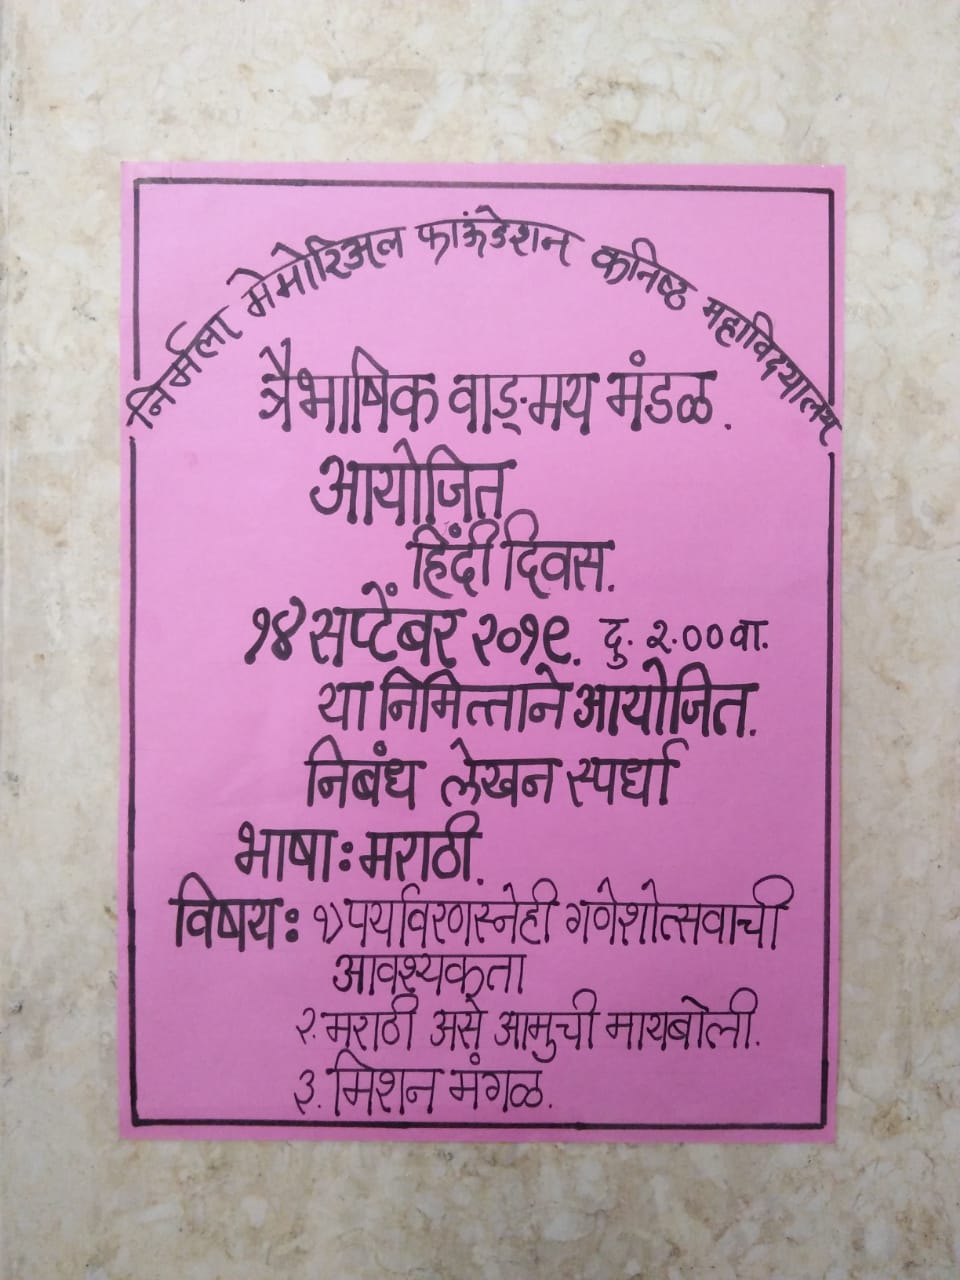 निर्मला मेमोरिअल फाऊंडेशन कनिष्ठ महाविदयालय
त्रैभाषिक वाङ्मय मंडळ.
आयोजित
हिंदी दिवस.
१४ सप्टेंबर २०१९. दु. २.०० वा.
या निमित्ताने आयोजित.
निबंध लेखन स्पर्धा
भाषा: मराठी.
विषय: १) पर्यावरणस्नेही गणेशोत्सवाची
आवश्यकता
२. मराठी असे आमुची मायबोली.
३. मिशन मंगळ.